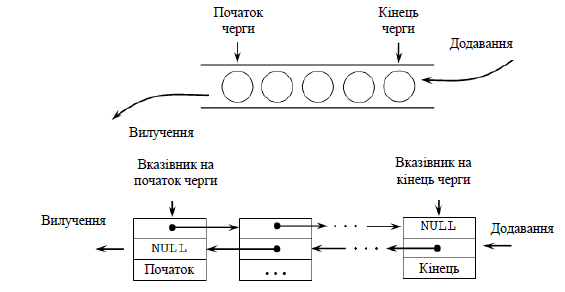 Початок
черги
Кінець
черги
Додавання
Вилучення
Вказівник на
початок черги
Вказівник на
кінець черги
Вилучення
NULL
Додавання
NULL
Початок
...
Кінець